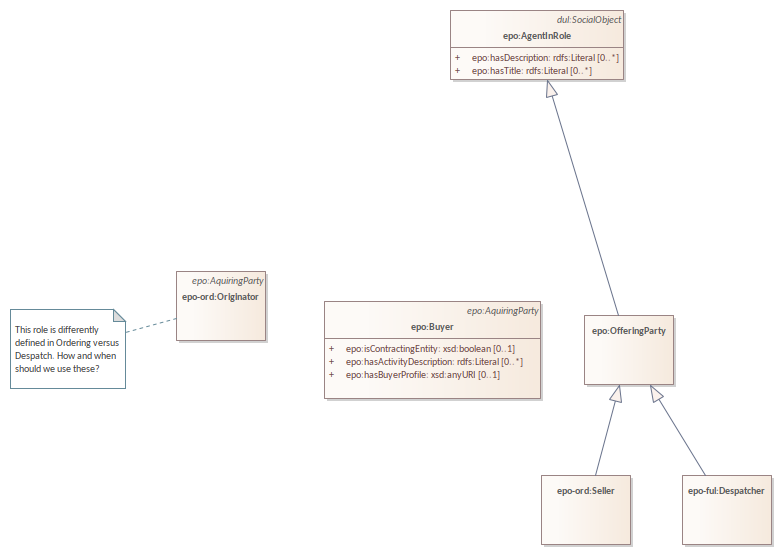 dul:SocialObject
epo:AgentInRole
+ epo:hasDescription: rdfs:Literal [0..*]
+ epo:hasTitle: rdfs:Literal [0..*]
epo:AquiringParty
epo-ord:Originator
This role is differently
defined in Ordering versus
Despatch. How and when
should we use these?
epo:AquiringParty
epo:Buyer
+ epo:isContractingEntity: xsd:boolean [0..1]
+ epo:hasActivityDescription: rdfs:Literal [0..*]
+ epo:hasBuyerProfile: xsd:anyURI [0..1]
epo:OfferingParty
epo-ord:Seller
epo-ful:Despatcher